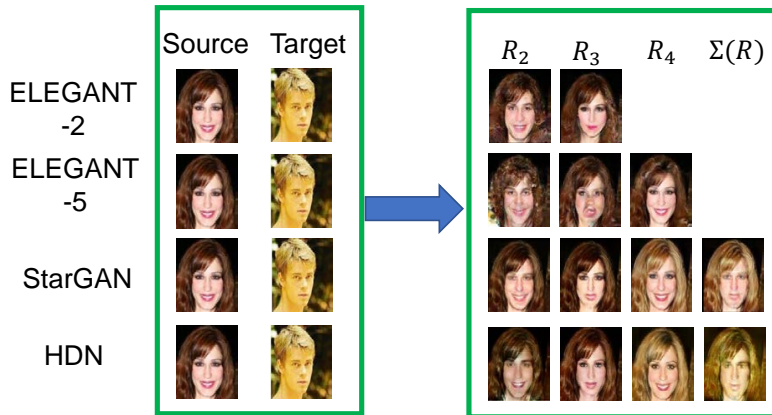 Source Target
R₂ R₃ R₄ Σ(R)
ELEGANT
-2
ELEGANT
-5
StarGAN
HDN